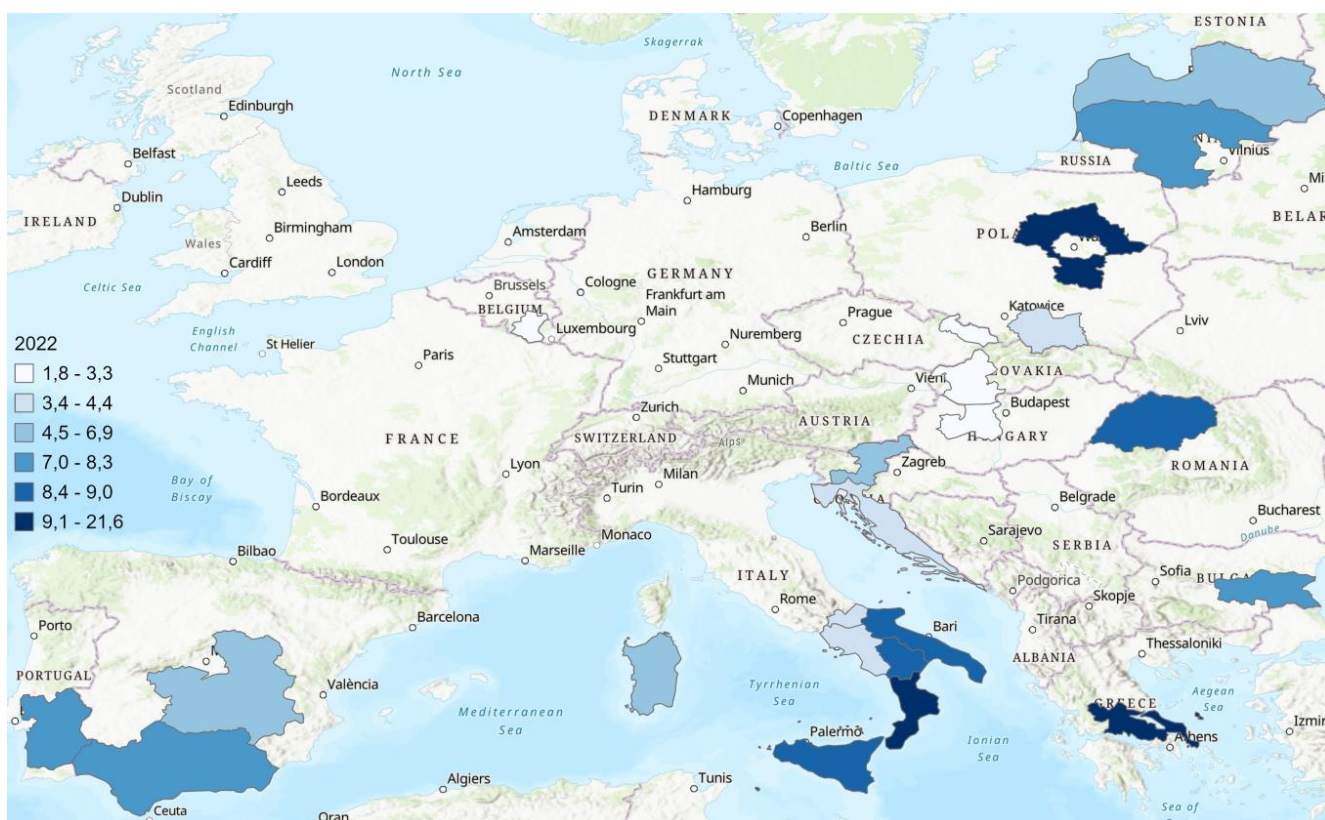 ESTONIA
Skagerrak
North Sea
Scotland
Edinburgh
DENMARK
Copenhagen
Belfast
Baltic Sea
RUSSIA
Vilnius
Leeds
Hamburg
Dublin
IRELAND
Birmingham
Wales
Amsterdam
Berlin
POLA
BELAR
Cardiff
London
Celtic Sea
Brussels
Cologne
GERMANY
BELGIUM
Frankfurt am
Main
Prague
Katowice
Lviv
English
Channel
St Helier
Luxembourg
Nuremberg
CZECHIA
2022
Paris
Stuttgart
1,8 - 3,3
Munich
OVAKIA
3,4 - 4,4
Zurich
Budapest
4,5 - 6,9
AUSTRIA
FRANCE
SWITZERLAND
Alps
HUNGARY
7,0 - 8,3
Lyon
Zagreb
ROMANIA
8,4 - 9,0
Bay of
Biscay
Turin
Milan
9,1 - 21,6
Bordeaux
Belgrade
Bucharest
Danube
Toulouse
Monaco
Sarajevo
SERBIA
Bilbao
Marseille
ITALY
Podgorica
Sofia
BULGA
Rome
Skopje
Porto
Barcelona
Bari
Tirana
Thessaloniki
PORTUGAL
ALBANIA
València
Tyrrhenian
Sea
Aegean
Sea
Mediterranean
Sea
GREECE
Izmir
Palermo
Ionian
Sea
Athens
Algiers
Tunis
Ceuta
Oran
Sea of